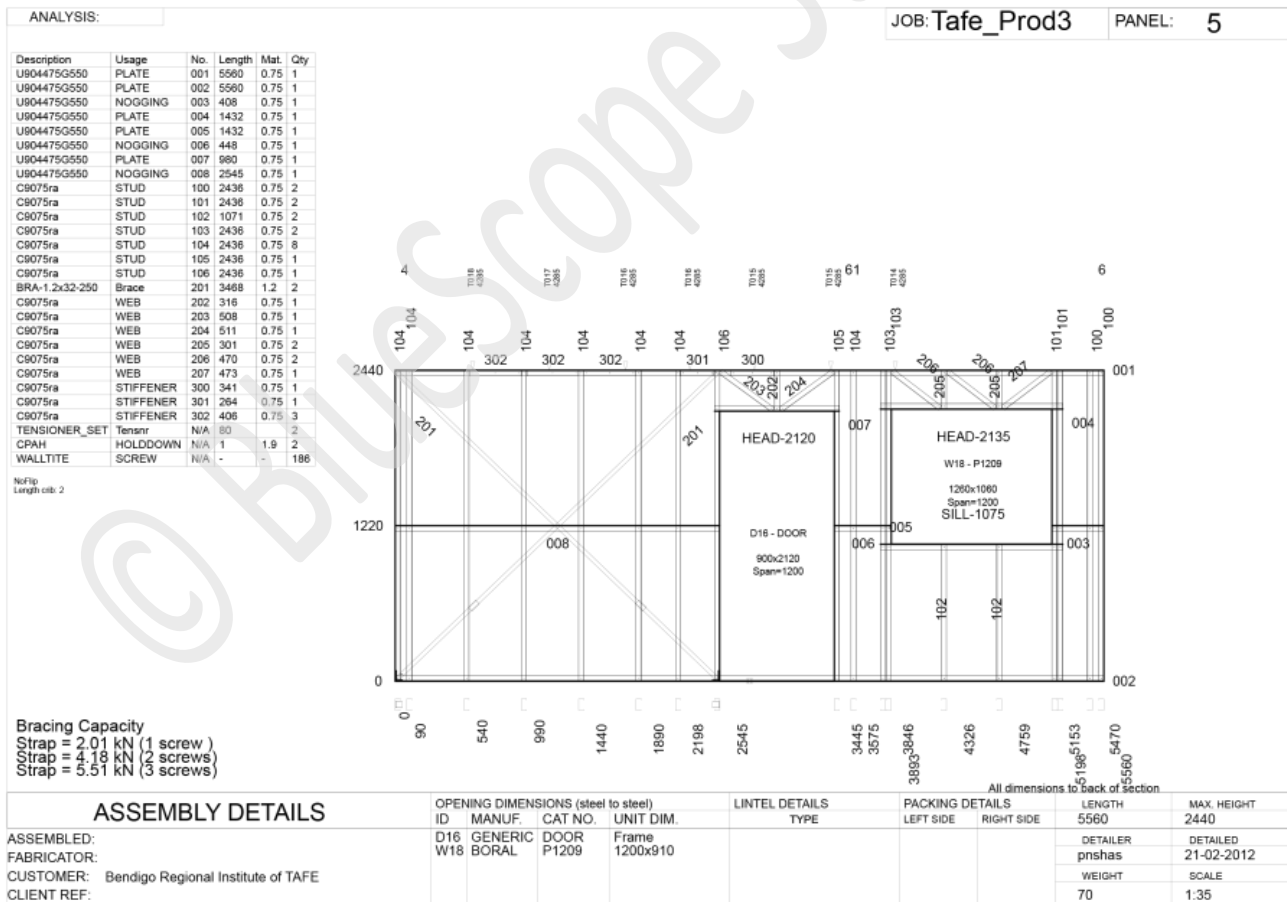 ANALYSIS:
JOB: Tafe_Prod3 PANEL: 5
Description Usage No. Length Mat. Qty
U904475G550 PLATE 001 5560 0.75 1
U904475G550 PLATE 002 5560 0.75 1
U904475G550 NOGGING 003 408 0.75 1
U904475G550 PLATE 004 1432 0.75 1
U904475G550 PLATE 005 1432 0.75 1
U904475G550 NOGGING 006 448 0.75 1
U904475G550 PLATE 007 980 0.75 1
U904475G550 NOGGING 008 2545 0.75 1
C9075ra STUD 100 2436 0.75 2
C9075ra STUD 101 2436 0.75 2
C9075ra STUD 102 1071 0.75 2
C9075ra STUD 103 2436 0.75 2
C9075ra STUD 104 2436 0.75 8
C9075ra STUD 105 2436 0.75 1
C9075ra STUD 106 2436 0.75 1
BRA-1.2x32-250 Brace 201 3468 1.2 2
C9075ra WEB 202 316 0.75 1
C9075ra WEB 203 508 0.75 1
C9075ra WEB 204 511 0.75 1
C9075ra WEB 205 301 0.75 2
C9075ra WEB 206 470 0.75 2
C9075ra WEB 207 473 0.75 1
C9075ra STIFFENER 300 341 0.75 1
C9075ra STIFFENER 301 264 0.75 1
C9075ra STIFFENER 302 406 0.75 3
TENSIONER_SET Tensnr N/A 80 2
CPAH HOLDDOWN N/A 1 1.9 2
WALLTITE SCREW N/A - - 186
NoFlip
Length crib: 2
4 61 6
T018 4285 T017 4285 T016 4285 T016 4285 T015 4285 T015 4285 T014 4285
104 104 104 104 104 104 106 105 104 103 103 101 101 100 100
302 302 302 301 300
2440 001
203 202 204 206 205 206 205 207
201 201 007 004
HEAD-2120 HEAD-2135
W18 - P1209
1260x1060
Span=1200
SILL-1075
1220 005
D16 - DOOR
008 006 003
900x2120
Span=1200
102 102
0 002
0 90 540 990 1440 1890 2198 2545 3445 3575 3846 3893 4326 4759 5153 5198 5470 5560
All dimensions to back of section
Bracing Capacity
Strap = 2.01 kN (1 screw )
Strap = 4.18 kN (2 screws)
Strap = 5.51 kN (3 screws)
ASSEMBLY DETAILS
ASSEMBLED:
FABRICATOR:
CUSTOMER: Bendigo Regional Institute of TAFE
CLIENT REF:
OPENING DIMENSIONS (steel to steel)
ID MANUF. CAT NO. UNIT DIM.
D16 GENERIC DOOR Frame
W18 BORAL P1209 1200x910
LINTEL DETAILS
TYPE
PACKING DETAILS
LEFT SIDE RIGHT SIDE
LENGTH MAX. HEIGHT
5560 2440
DETAILER DETAILED
pnshas 21-02-2012
WEIGHT SCALE
70 1:35
© BlueScope